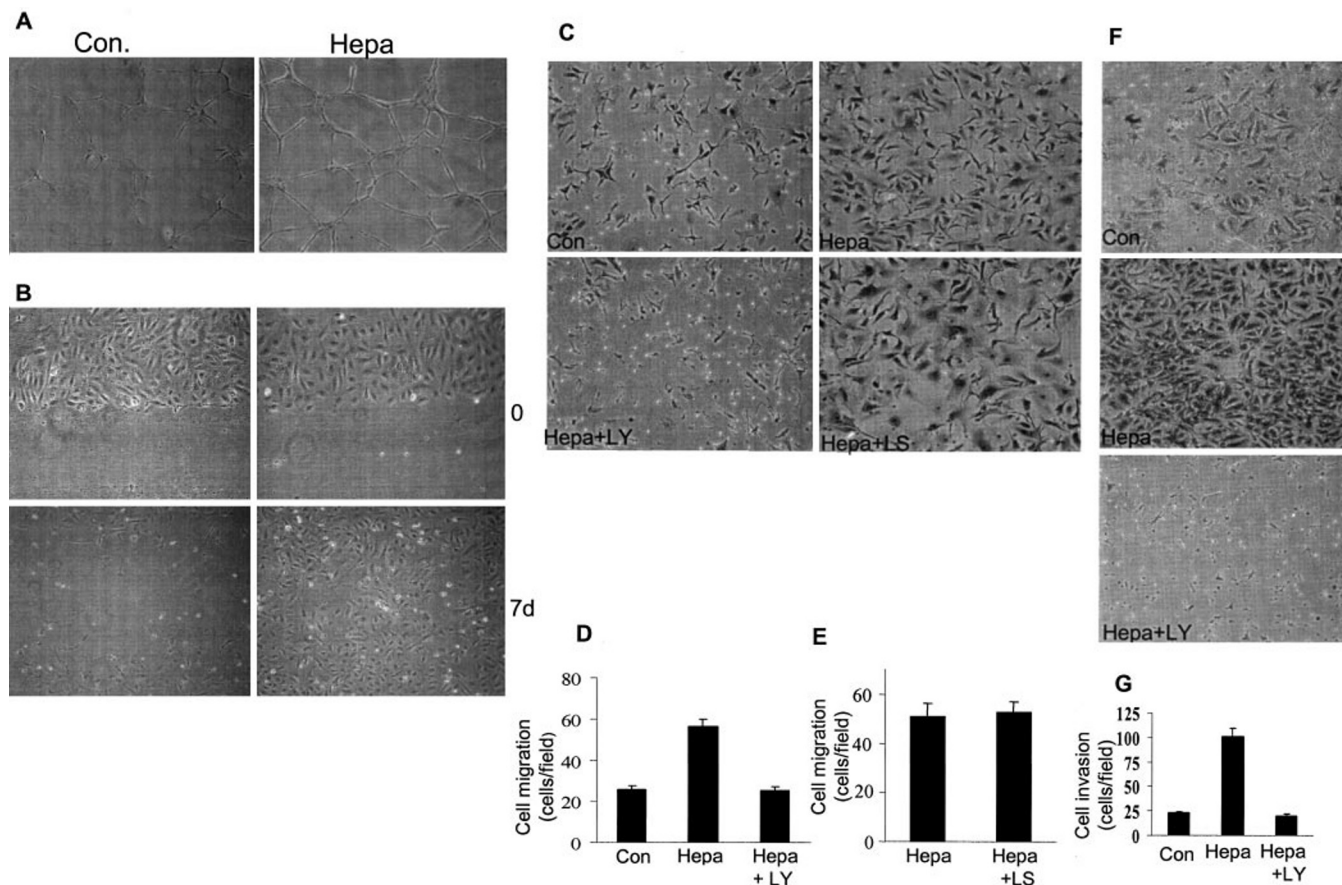 A
Con.
Hepa
B
0
7d
C
Con
Hepa
Hepa+LY
Hepa+LS
D
Cell migration
(cells/field)
80
60
40
20
0
Con
Hepa
Hepa
+ LY
E
Cell migration
(cells/field)
60
40
20
0
Hepa
Hepa
+LS
F
Con
Hepa
Hepa+LY
G
Cell invasion
(cells/field)
125
100
75
50
25
0
Con
Hepa
Hepa
+LY